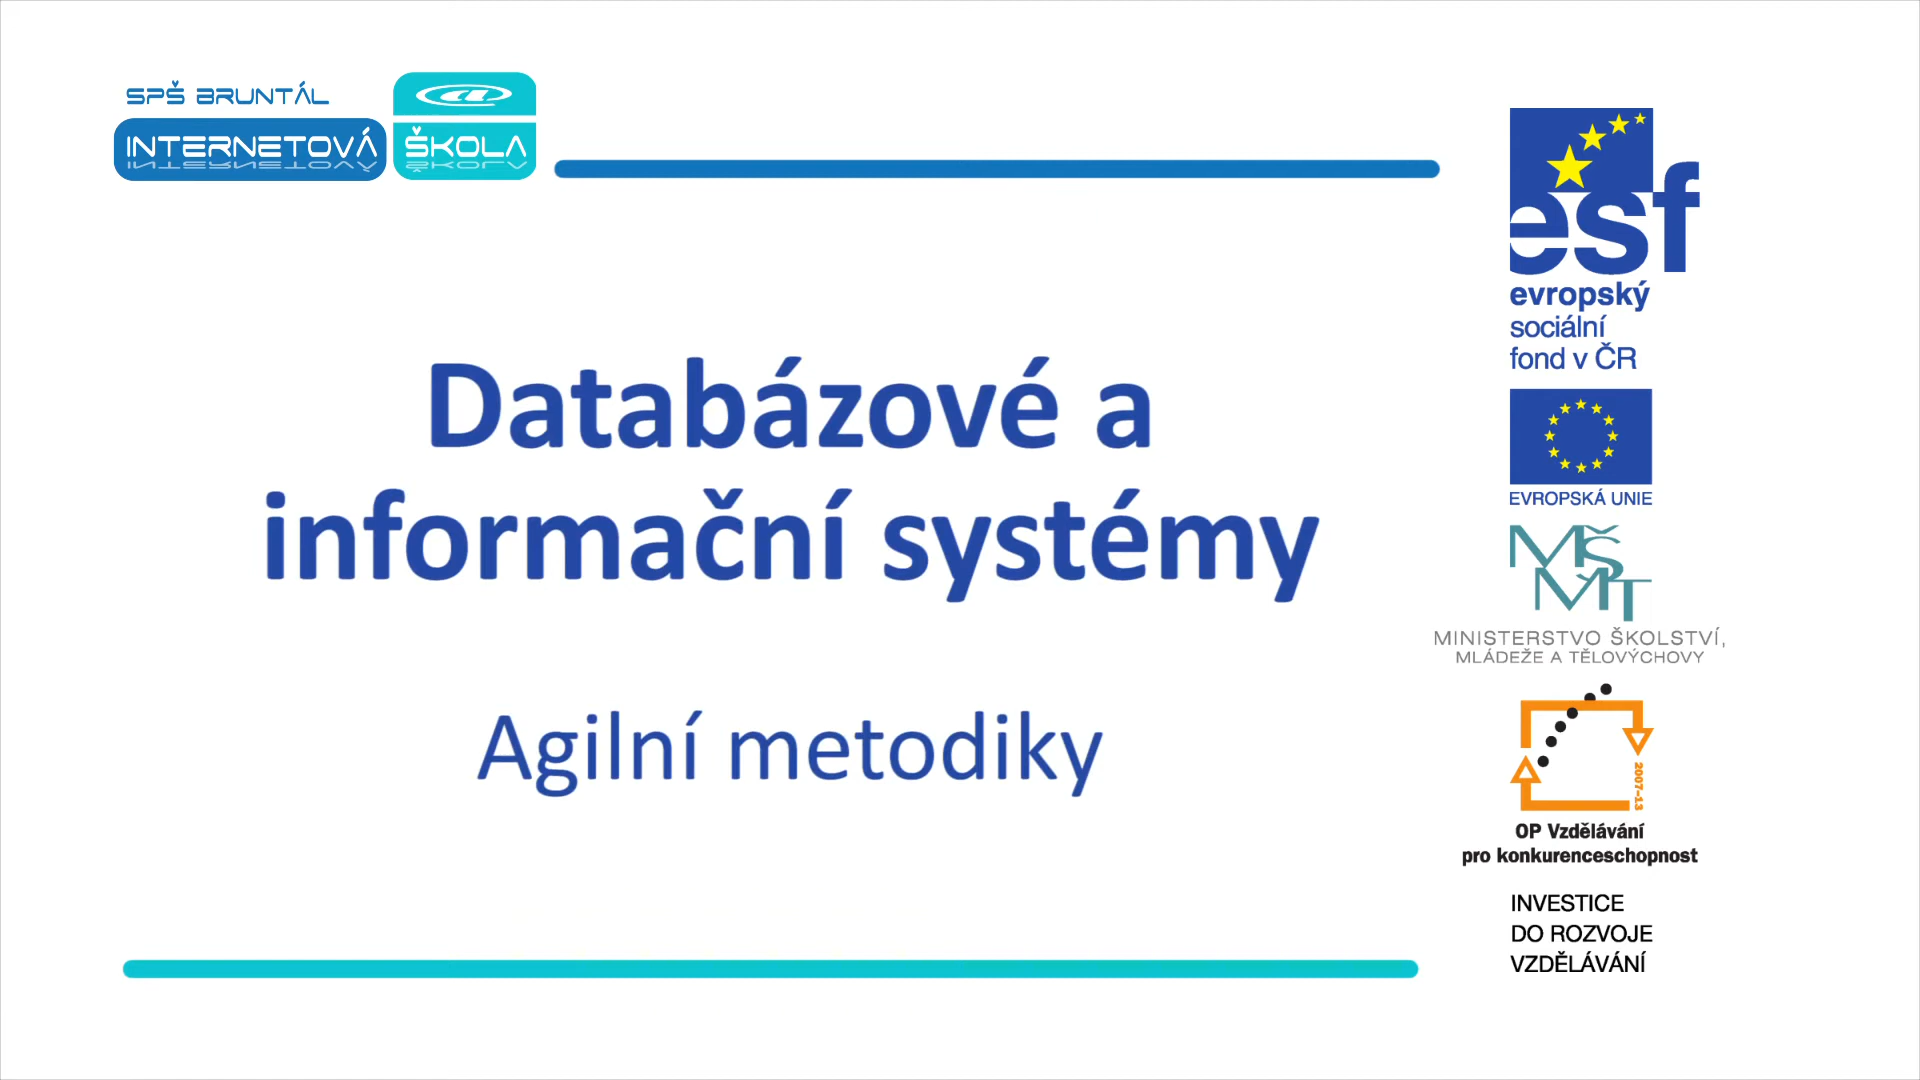 SPŠ BRUNTÁL
INTERNETOVÁ ŠKOLA
Databázové a
informační systémy
Agilní metodiky
esf
evropský
sociální
fond v ČR
EVROPSKÁ UNIE
MŠMT
MINISTERSTVO ŠKOLSTVÍ,
MLÁDEŽE A TĚLOVÝCHOVY
2007-13
OP Vzdělávání
pro konkurenceschopnost
INVESTICE
DO ROZVOJE
VZDĚLÁVÁNÍ